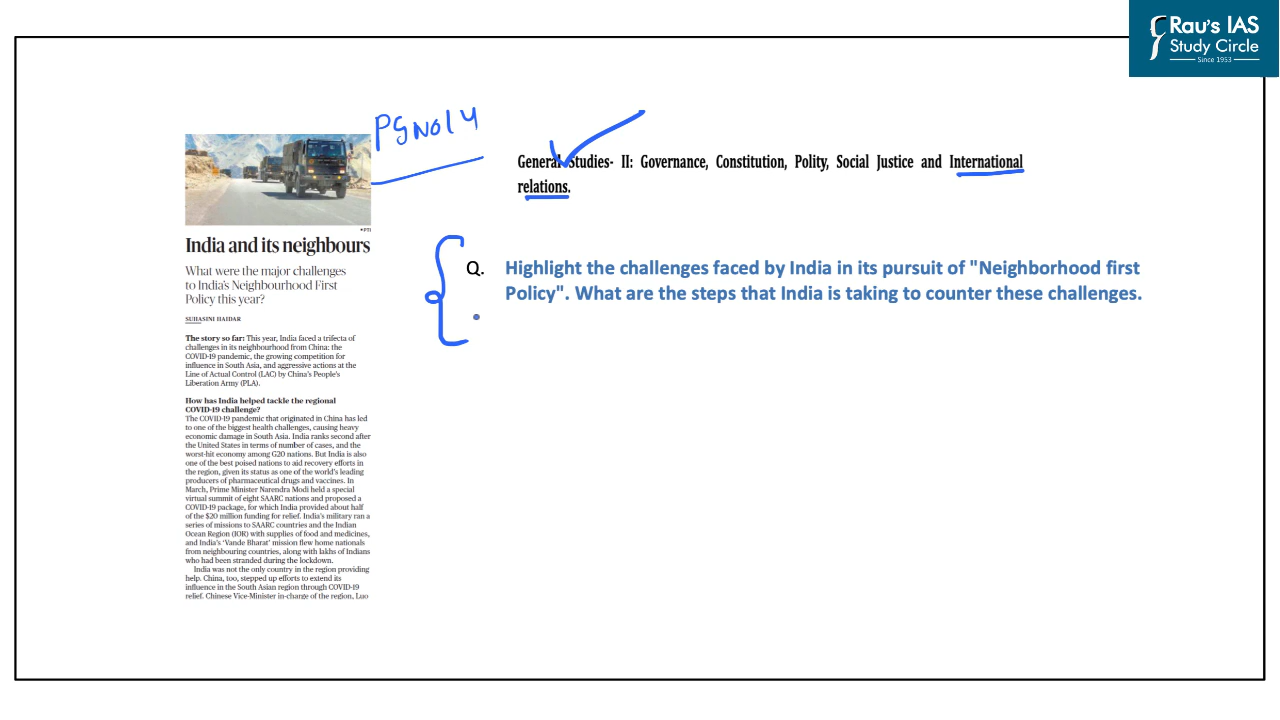 Rau's IAS
Study Circle
Since 1953
PG NO 14
General Studies- II: Governance, Constitution, Polity, Social Justice and International
relations.
PTI
India and its neighbours
What were the major challenges
to India's Neighbourhood First
Policy this year?
SUHASINI HAIDAR
The story so far: This year, India faced a trifecta of
challenges in its neighbourhood from China: the
COVID-19 pandemic, the growing competition for
influence in South Asia, and aggressive actions at the
Line of Actual Control (LAC) by China's People's
Liberation Army (PLA).
How has India helped tackle the regional
COVID-19 challenge?
The COVID-19 pandemic that originated in China has led
to one of the biggest health challenges, causing heavy
economic damage in South Asia. India ranks second after
the United States in terms of number of cases, and the
worst-hit economy among G20 nations. But India is also
one of the best poised nations to aid recovery efforts in
the region, given its status as one of the world's leading
producers of pharmaceutical drugs and vaccines. In
March, Prime Minister Narendra Modi held a special
virtual summit of eight SAARC nations and proposed a
COVID-19 package, for which India provided about half
of the $20 million funding for relief. India's military ran a
series of missions to SAARC countries and the Indian
Ocean Region (IOR) with supplies of food and medicines,
and India's 'Vande Bharat' mission flew home nationals
from neighbouring countries, along with lakhs of Indians
who had been stranded during the lockdown.
India was not the only country in the region providing
help. China, too, stepped up efforts to extend its
influence in the South Asian region through COVID-19
relief. Chinese Vice-Minister in-charge of the region, Luo
Q. Highlight the challenges faced by India in its pursuit of "Neighborhood first
Policy". What are the steps that India is taking to counter these challenges.